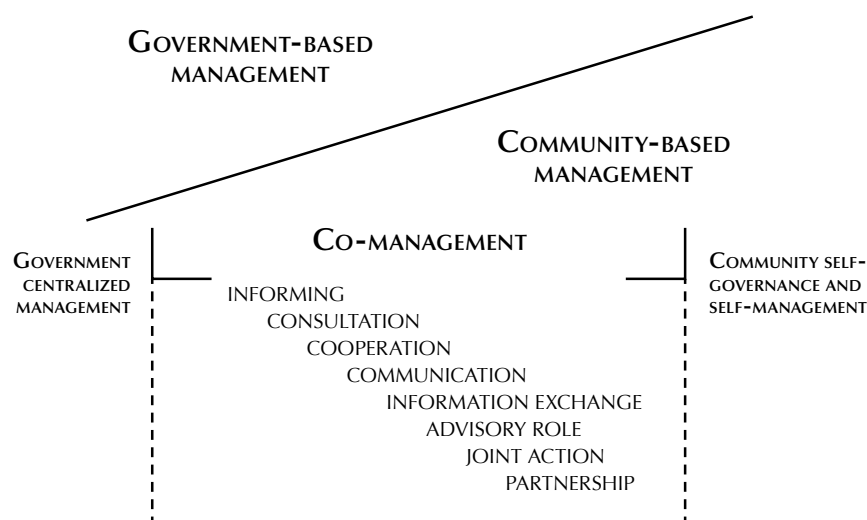 Government-based
management
Community-based
management
Co-management
Government
centralized
management
Community self-
governance and
self-management
INFORMING
CONSULTATION
COOPERATION
COMMUNICATION
INFORMATION EXCHANGE
ADVISORY ROLE
JOINT ACTION
PARTNERSHIP